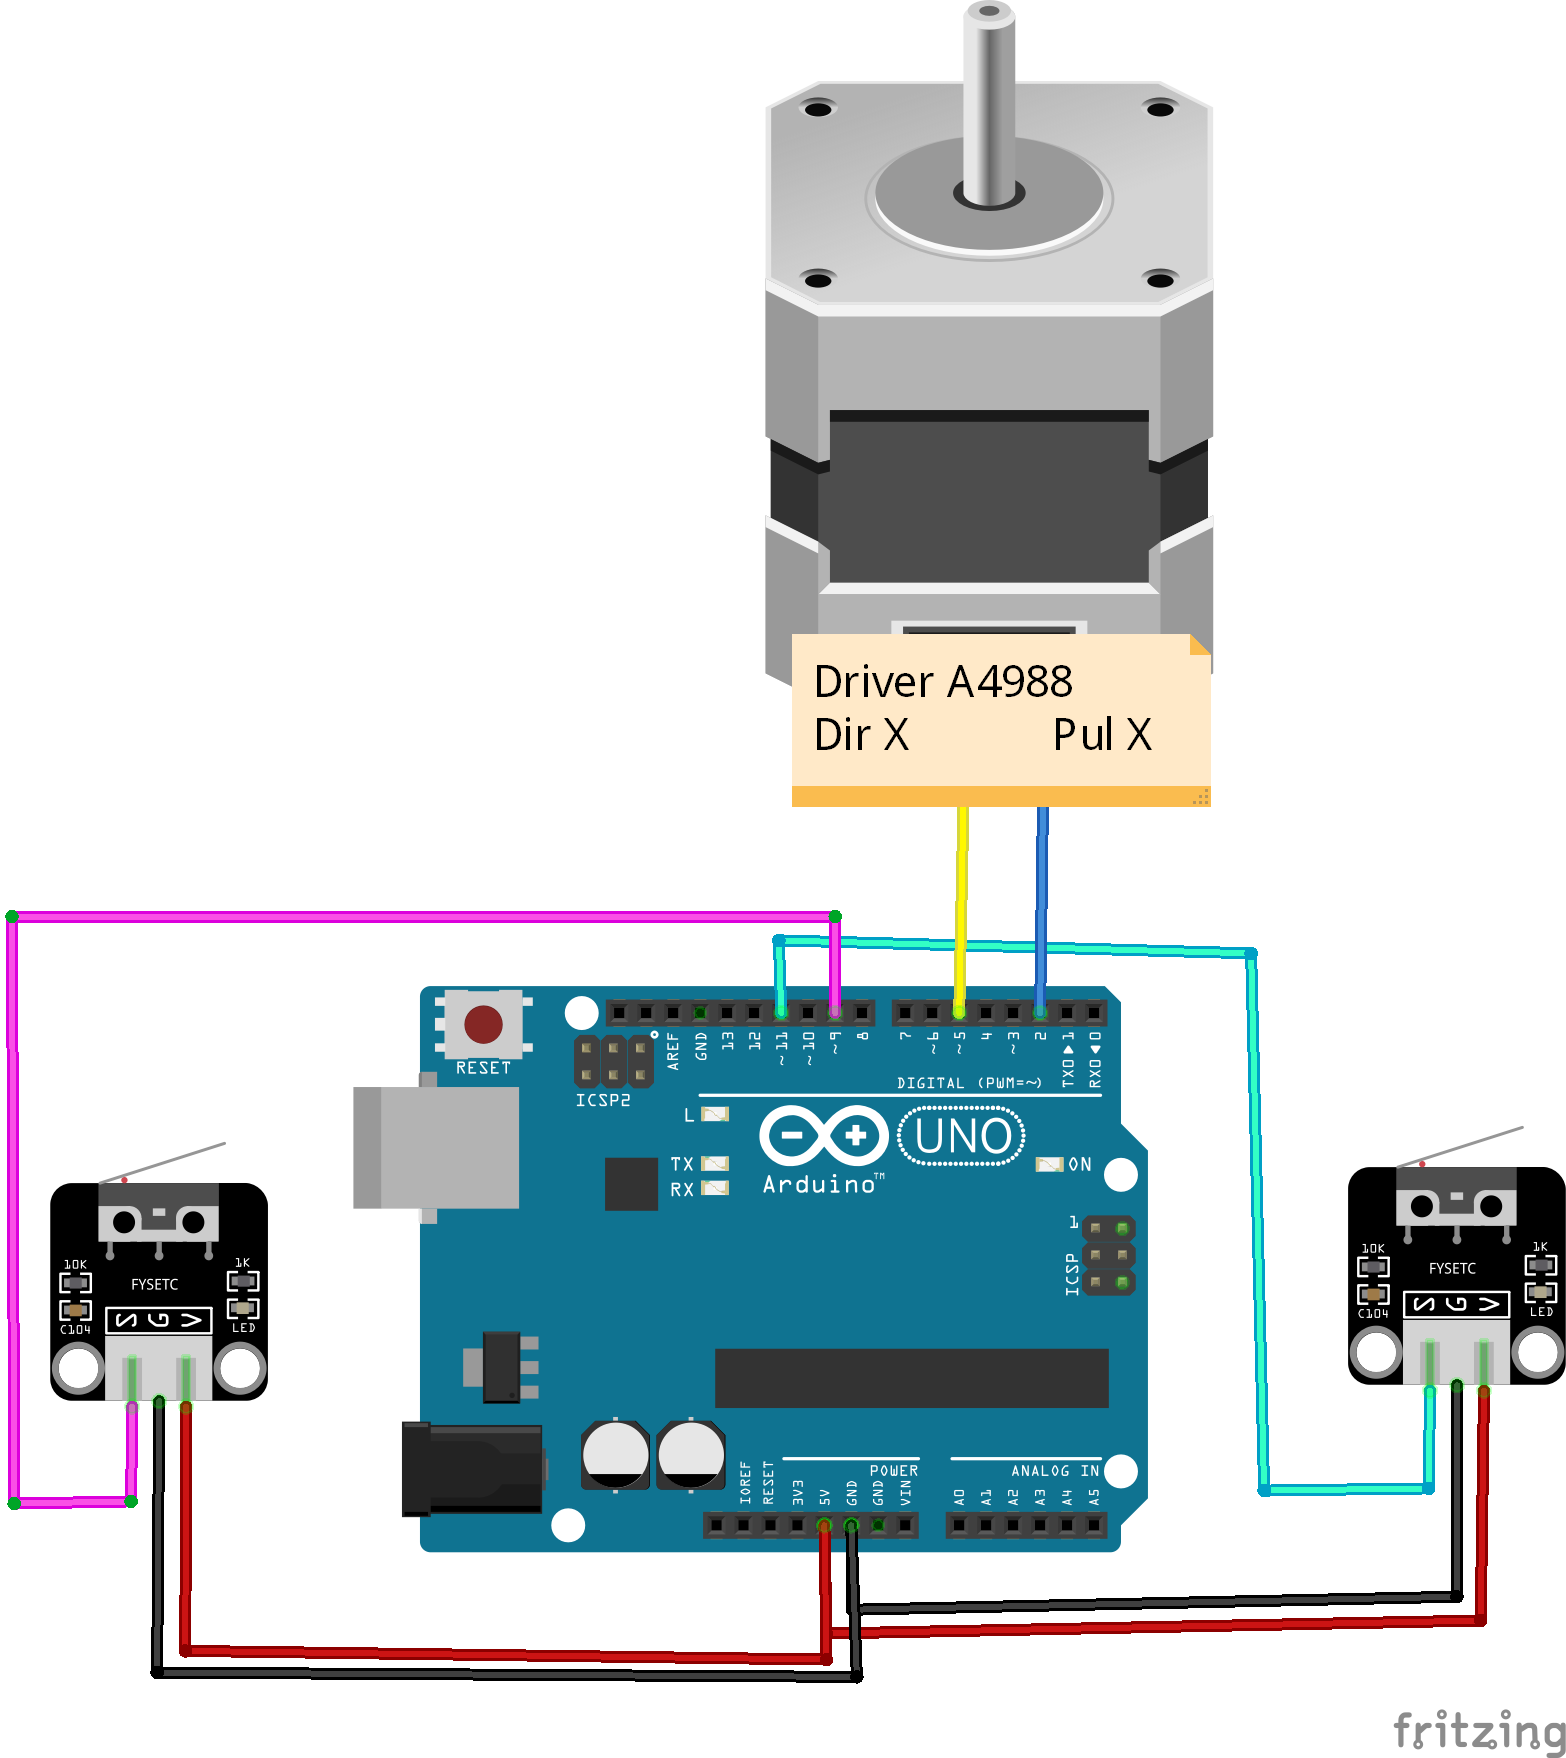 Driver A4988
Dir X Pul X
RESET
ICSP2
AREF
GND
13
12
~11
~10
~9
8
7
~6
~5
4
~3
2
TX0▶1
RX0◀0
DIGITAL (PWM=~)
L
TX
RX
Arduino™
UNO
ON
1
ICSP
10K
1K
FYSETC
S G V
C104
LED
10K
1K
FYSETC
S G V
C104
LED
POWER
ANALOG IN
IOREF
RESET
3V3
5V
GND
GND
VIN
A0
A1
A2
A3
A4
A5
fritzing